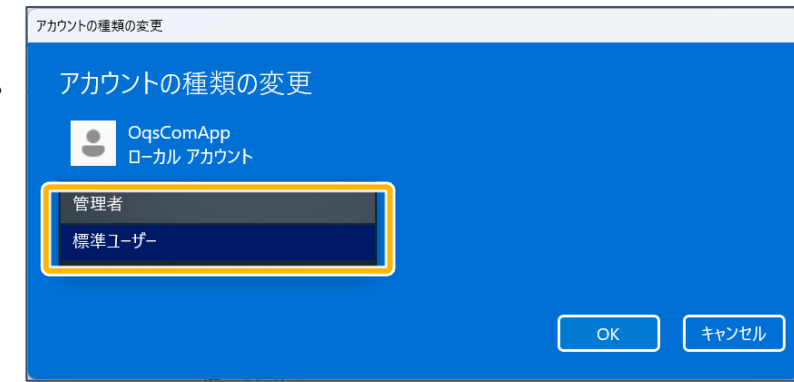 アカウントの種類の変更
アカウントの種類の変更
OqsComApp
ローカル アカウント
管理者
標準ユーザー
OK
キャンセル